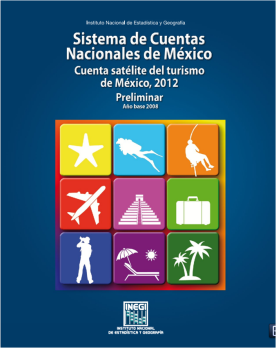 Instituto Nacional de Estadística y Geografía
Sistema de Cuentas
Nacionales de México
Cuenta satélite del turismo
de México, 2012
Preliminar
Año base 2008
INEGI
INSTITUTO NACIONAL
DE ESTADÍSTICA Y GEOGRAFÍA